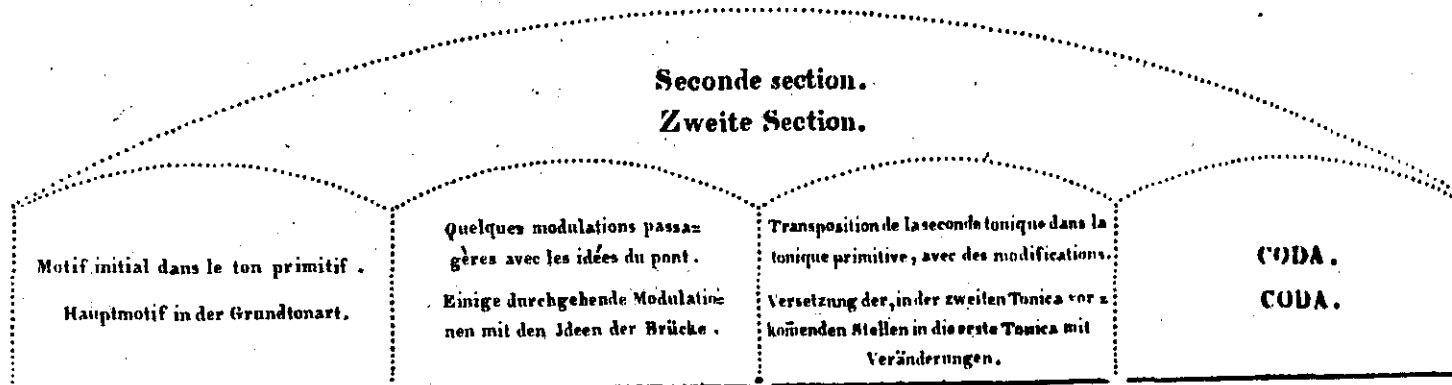 Seconde section.
Zweite Section.
Motif initial dans le ton primitif.
Hauptmotif in der Grundtonart.
Quelques modulations passa=
gères avec les idées du pont.
Einige durchgehende Modulatio=
nen mit den Jdeen der Brücke.
Transposition de la seconde tonique dans la
tonique primitive, avec des modifications.
Versetzung der, in der zweiten Tonica vor=
kom̄enden Stellen in die erste Tonica mit
Veränderungen.
CODA.
CODA.